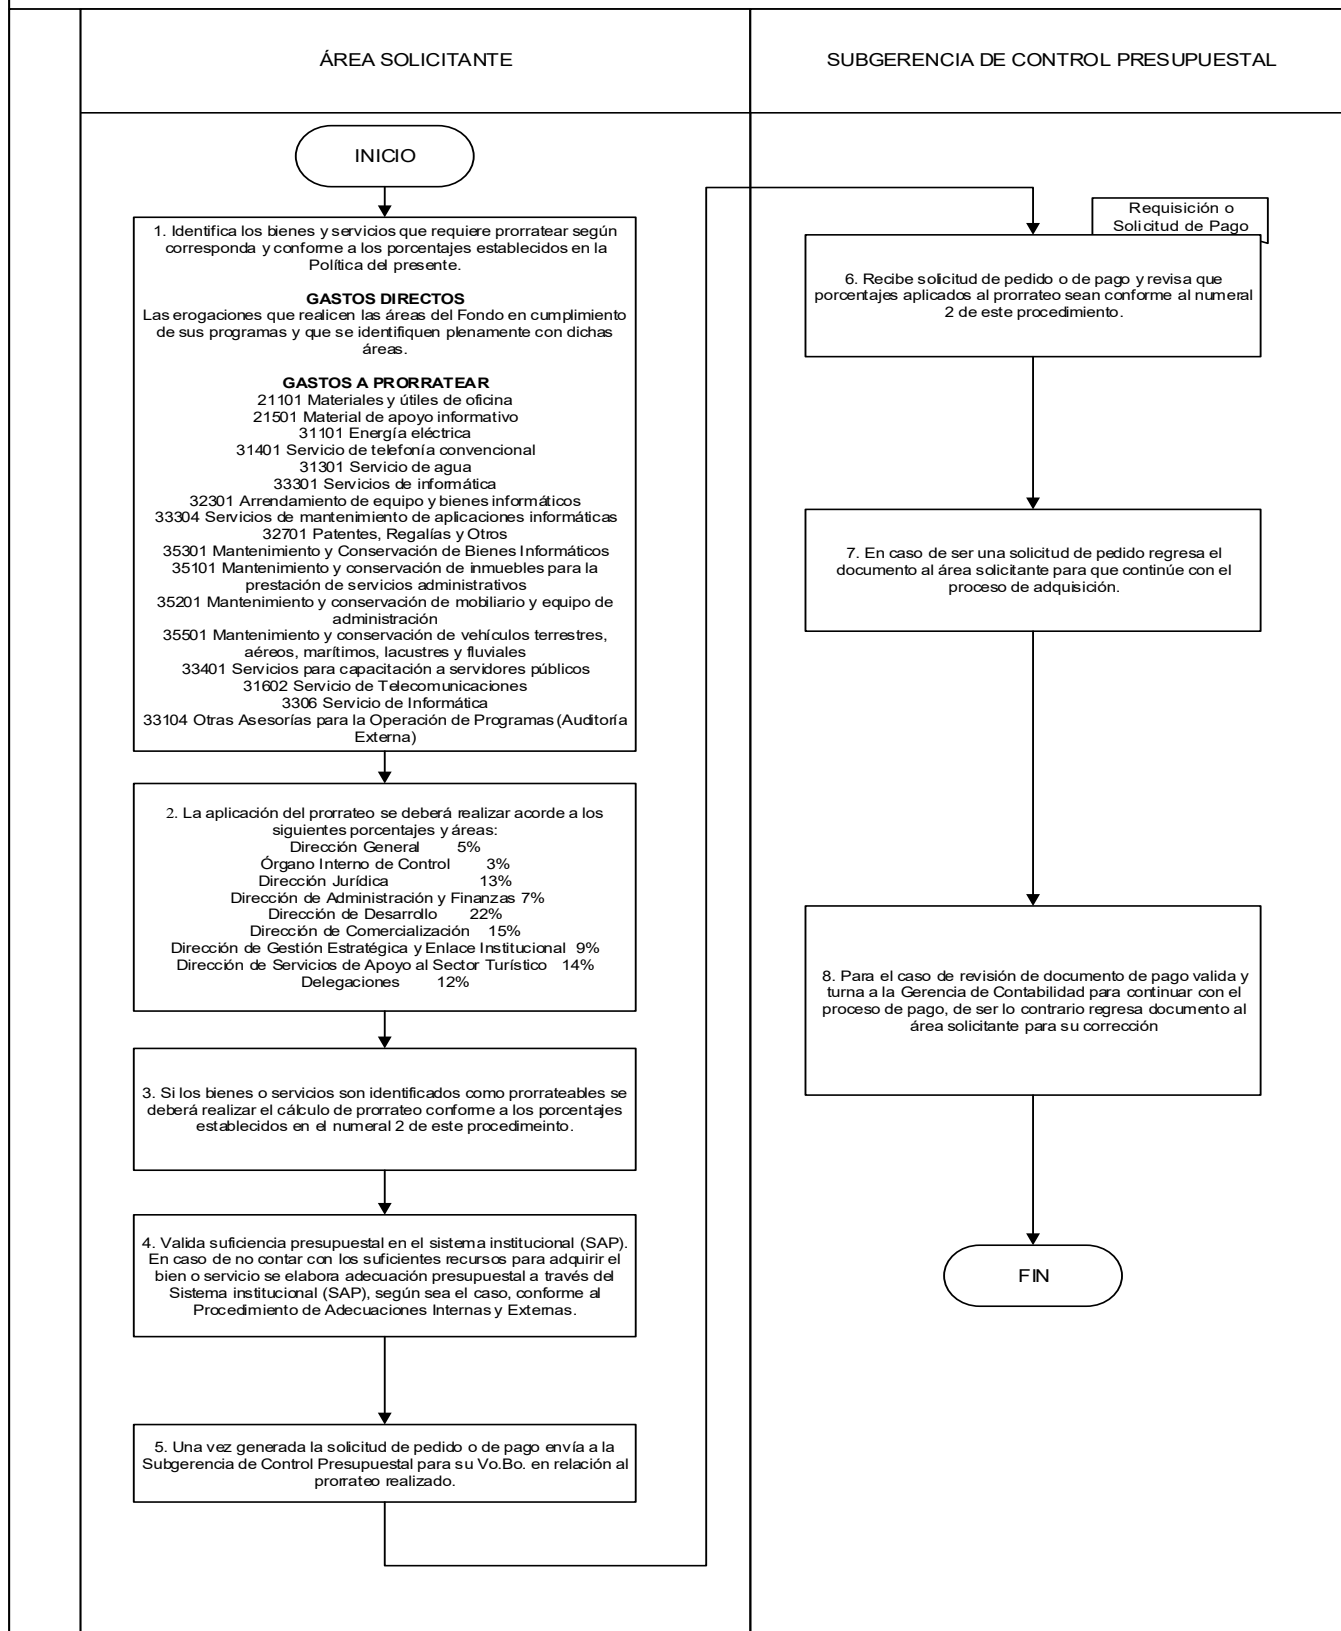 ÁREA SOLICITANTE
SUBGERENCIA DE CONTROL PRESUPUESTAL
INICIO
1. Identifica los bienes y servicios que requiere prorratear según
corresponda y conforme a los porcentajes establecidos en la
Política del presente.
GASTOS DIRECTOS
Las erogaciones que realicen las áreas del Fondo en cumplimiento
de sus programas y que se identifiquen plenamente con dichas
áreas.
GASTOS A PRORRATEAR
21101 Materiales y útiles de oficina
21501 Material de apoyo informativo
31101 Energía eléctrica
31401 Servicio de telefonía convencional
31301 Servicio de agua
33301 Servicios de informática
32301 Arrendamiento de equipo y bienes informáticos
33304 Servicios de mantenimiento de aplicaciones informáticas
32701 Patentes, Regalías y Otros
35301 Mantenimiento y Conservación de Bienes Informáticos
35101 Mantenimiento y conservación de inmuebles para la
prestación de servicios administrativos
35201 Mantenimiento y conservación de mobiliario y equipo de
administración
35501 Mantenimiento y conservación de vehículos terrestres,
aéreos, marítimos, lacustres y fluviales
33401 Servicios para capacitación a servidores públicos
31602 Servicio de Telecomunicaciones
3306 Servicio de Informática
33104 Otras Asesorías para la Operación de Programas (Auditoría
Externa)
2. La aplicación del prorrateo se deberá realizar acorde a los
siguientes porcentajes y áreas:
Dirección General 5%
Órgano Interno de Control 3%
Dirección Jurídica 13%
Dirección de Administración y Finanzas 7%
Dirección de Desarrollo 22%
Dirección de Comercialización 15%
Dirección de Gestión Estratégica y Enlace Institucional 9%
Dirección de Servicios de Apoyo al Sector Turístico 14%
Delegaciones 12%
3. Si los bienes o servicios son identificados como prorrateables se
deberá realizar el cálculo de prorrateo conforme a los porcentajes
establecidos en el numeral 2 de este procedimeinto.
4. Valida suficiencia presupuestal en el sistema institucional (SAP).
En caso de no contar con los suficientes recursos para adquirir el
bien o servicio se elabora adecuación presupuestal a través del
Sistema institucional (SAP), según sea el caso, conforme al
Procedimiento de Adecuaciones Internas y Externas.
5. Una vez generada la solicitud de pedido o de pago envía a la
Subgerencia de Control Presupuestal para su Vo.Bo. en relación al
prorrateo realizado.
Requisición o
Solicitud de Pago
6. Recibe solicitud de pedido o de pago y revisa que
porcentajes aplicados al prorrateo sean conforme al numeral
2 de este procedimiento.
7. En caso de ser una solicitud de pedido regresa el
documento al área solicitante para que continúe con el
proceso de adquisición.
8. Para el caso de revisión de documento de pago valida y
turna a la Gerencia de Contabilidad para continuar con el
proceso de pago, de ser lo contrario regresa documento al
área solicitante para su corrección
FIN